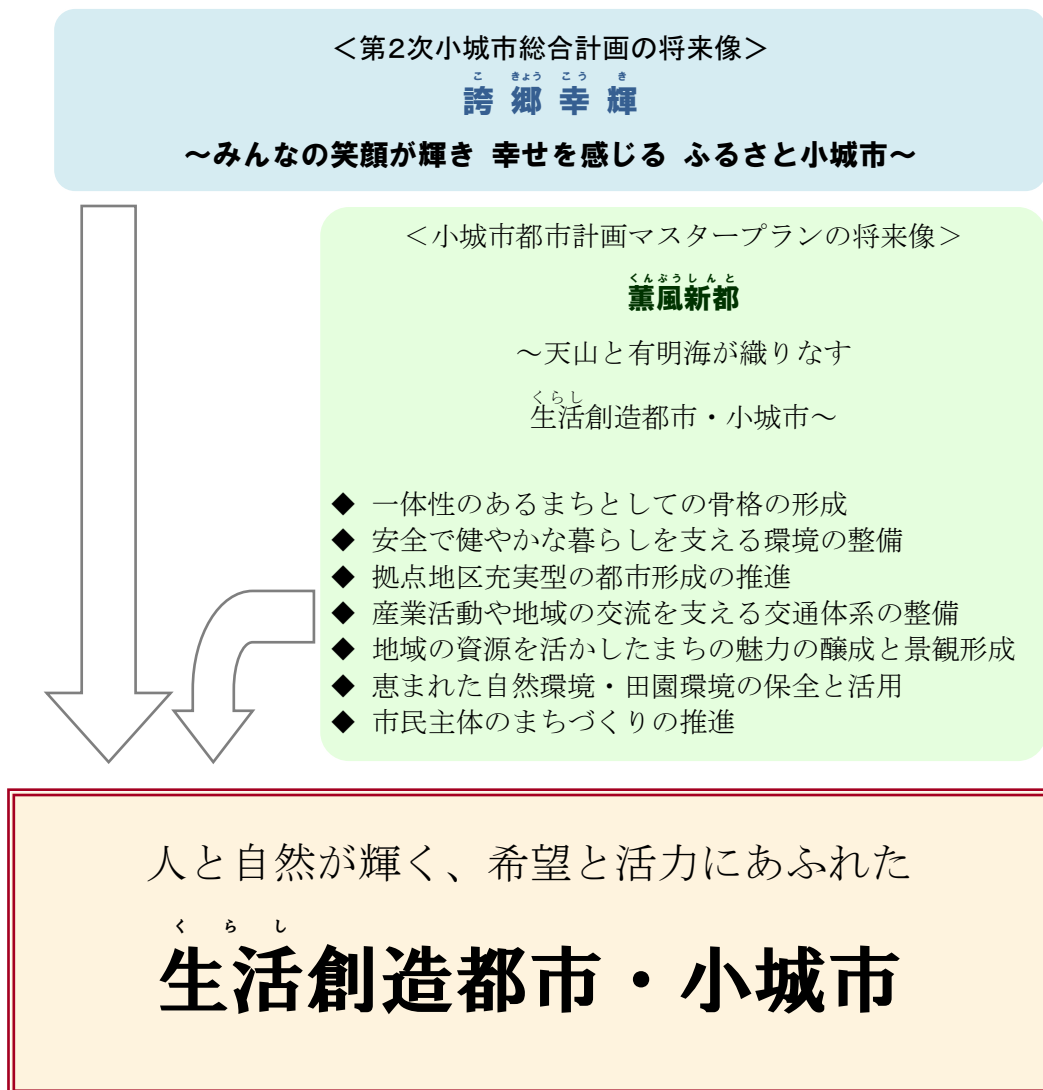 ＜第2次小城市総合計画の将来像＞
こ きょう こう き
誇 郷 幸 輝
～みんなの笑顔が輝き 幸せを感じる ふるさと小城市～
＜小城市都市計画マスタープランの将来像＞
くんぷうしんと
薫風新都
～天山と有明海が織りなす
くらし
生活創造都市・小城市～
◆ 一体性のあるまちとしての骨格の形成
◆ 安全で健やかな暮らしを支える環境の整備
◆ 拠点地区充実型の都市形成の推進
◆ 産業活動や地域の交流を支える交通体系の整備
◆ 地域の資源を活かしたまちの魅力の醸成と景観形成
◆ 恵まれた自然環境・田園環境の保全と活用
◆ 市民主体のまちづくりの推進
人と自然が輝く、希望と活力にあふれた
く ら し
生活創造都市・小城市